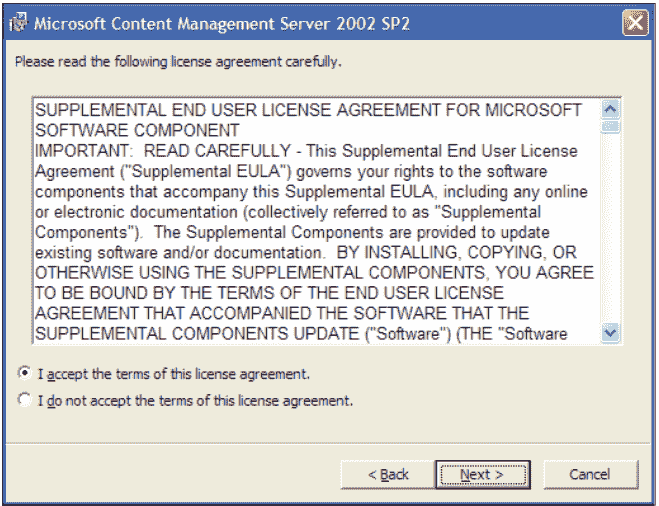 Microsoft Content Management Server 2002 SP2
Please read the following license agreement carefully.
SUPPLEMENTAL END USER LICENSE AGREEMENT FOR MICROSOFT
SOFTWARE COMPONENT
IMPORTANT:  READ CAREFULLY - This Supplemental End User License
Agreement ("Supplemental EULA") governs your rights to the software
components that accompany this Supplemental EULA, including any online
or electronic documentation (collectively referred to as "Supplemental
Components").  The Supplemental Components are provided to update
existing software and/or documentation.  BY INSTALLING, COPYING, OR
OTHERWISE USING THE SUPPLEMENTAL COMPONENTS, YOU AGREE
TO BE BOUND BY THE TERMS OF THE END USER LICENSE
AGREEMENT THAT ACCOMPANIED THE SOFTWARE THAT THE
SUPPLEMENTAL COMPONENTS UPDATE ("Software") (THE "Software
I accept the terms of this license agreement.
I do not accept the terms of this license agreement.
< Back
Next >
Cancel